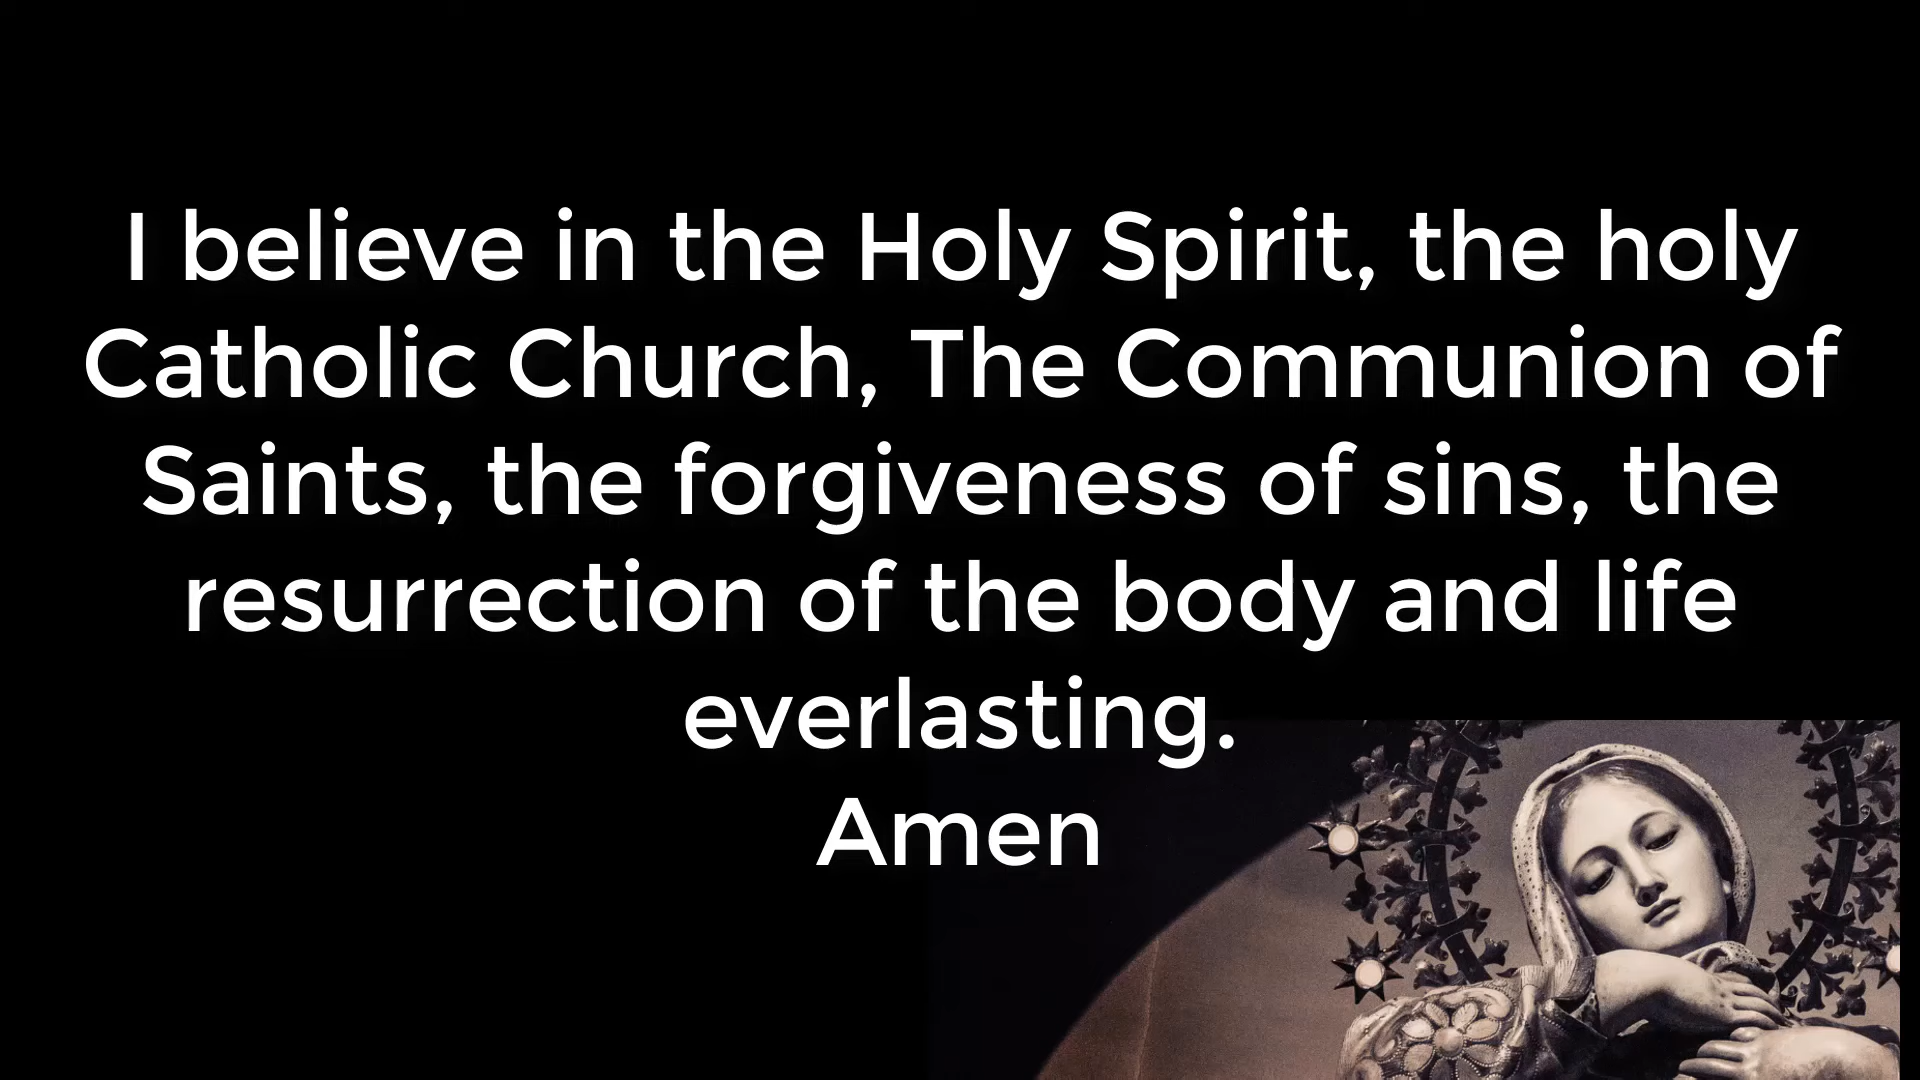 I believe in the Holy Spirit, the holy
Catholic Church, The Communion of
Saints, the forgiveness of sins, the
resurrection of the body and life
everlasting.
Amen